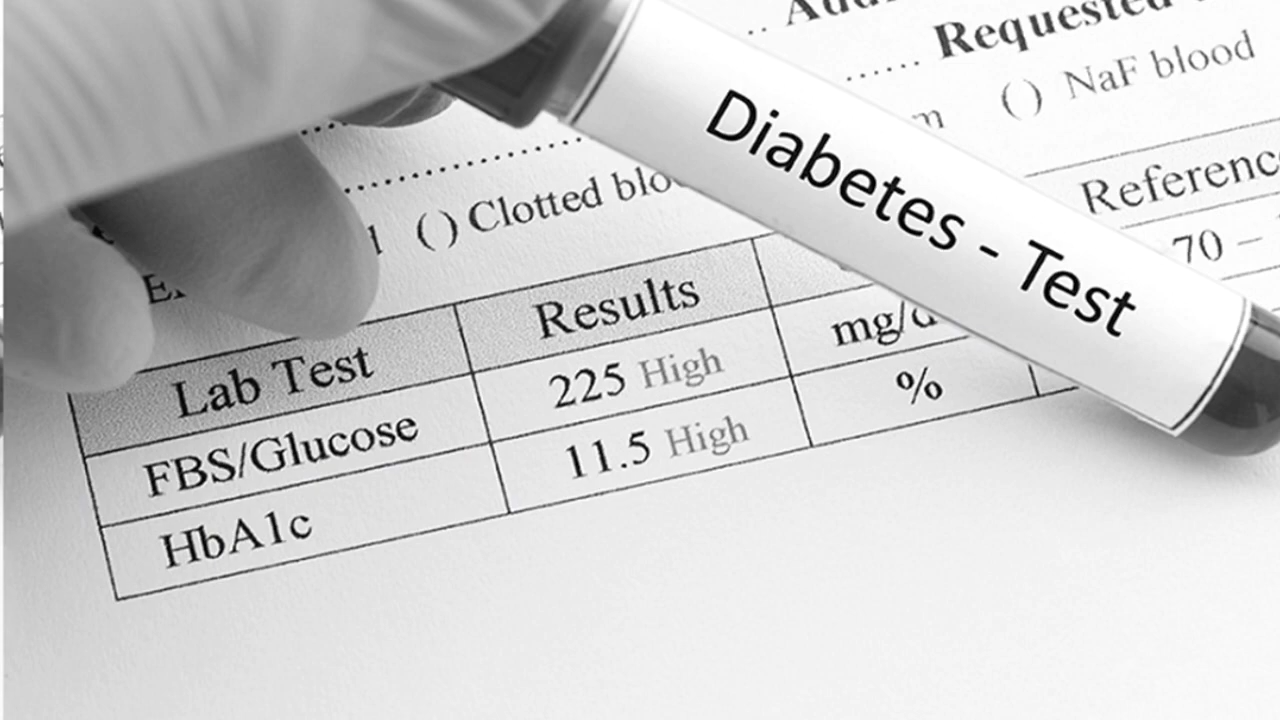 Requested
( ) NaF blood
( ) Clotted
Diabetes - Test
Reference
70 –
Lab Test Results
FBS/Glucose 225 High mg/d
HbA1c 11.5 High %